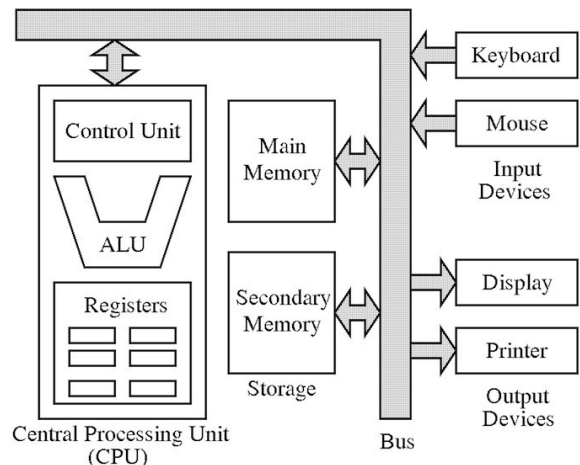 Control Unit
ALU
Registers
Central Processing Unit
(CPU)
Main
Memory
Secondary
Memory
Storage
Bus
Keyboard
Mouse
Input
Devices
Display
Printer
Output
Devices